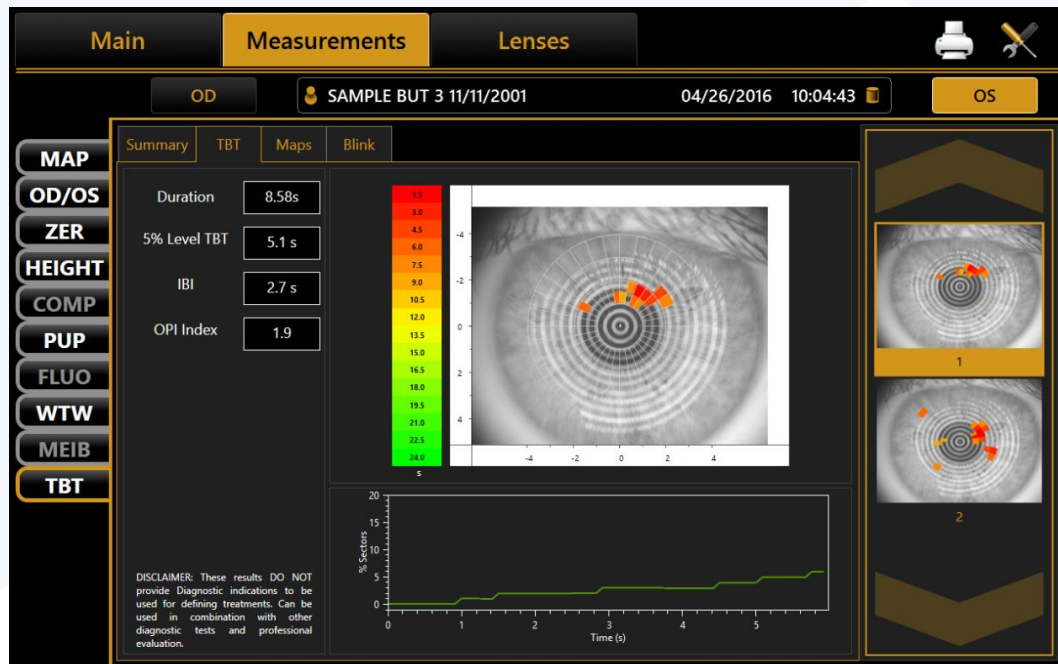 Main
Measurements
Lenses
OD
SAMPLE BUT 3 11/11/2001
04/26/2016 10:04:43
OS
MAP
OD/OS
ZER
HEIGHT
COMP
PUP
FLUO
WTW
MEIB
TBT
Summary
TBT
Maps
Blink
Duration 8.58s
5% Level TBT 5.1 s
IBI 2.7 s
OPI Index 1.9
DISCLAIMER: These results DO NOT
provide Diagnostic indications to be
used for defining treatments. Can be
used in combination with other
diagnostic tests and professional
evaluation.
1.5
3.0
4.5
6.0
7.5
9.0
10.5
12.0
13.5
15.0
16.5
18.0
19.5
21.0
22.5
24.0
s
-4
-2
0
2
4
-4 -2 0 2 4
20
15
10
5
0
% Sectors
0 1 2 3 4 5
Time (s)
1
2